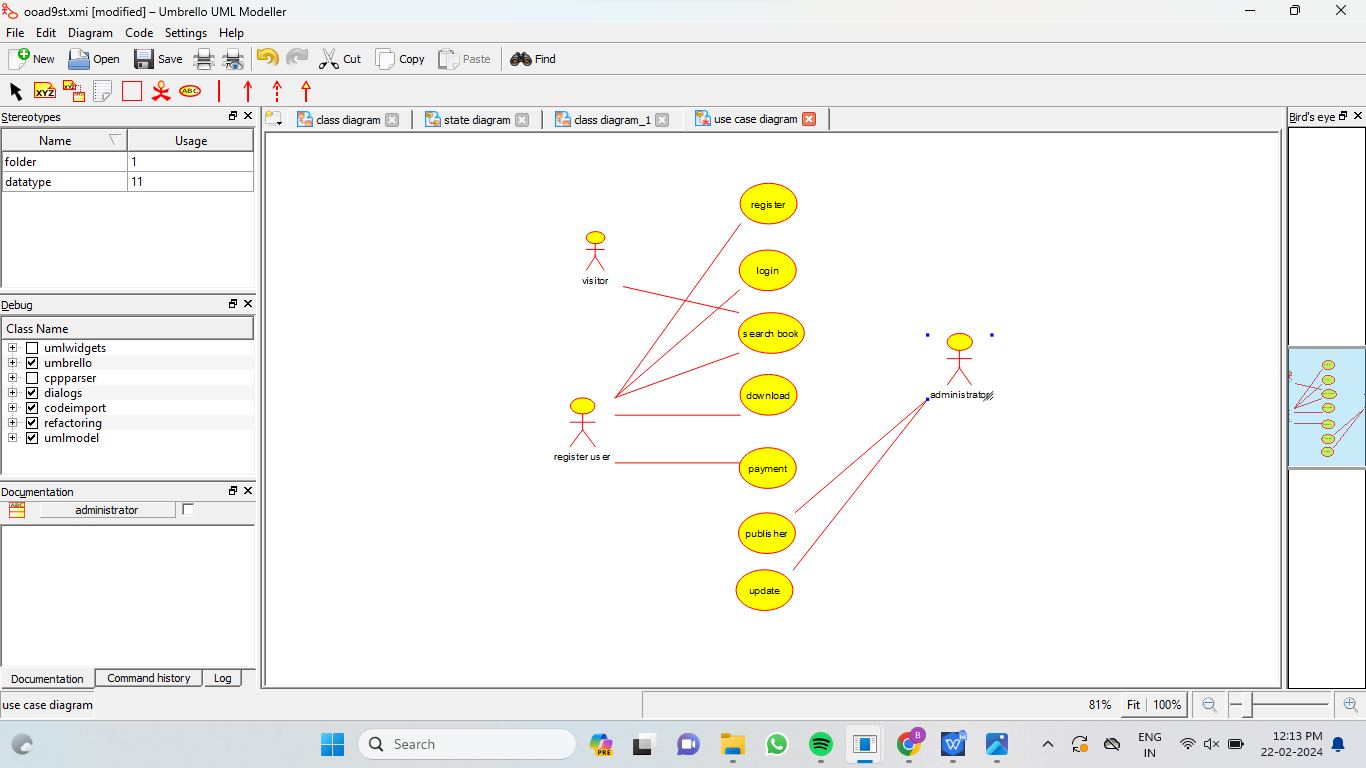 ooad9st.xmi [modified] – Umbrello UML Modeller
File Edit Diagram Code Settings Help
New Open Save Cut Copy Paste Find
XYZ XYZ ABC
Stereotypes
Name Usage
folder 1
datatype 11
Debug
Class Name
umlwidgets
umbrello
cppparser
dialogs
codeimport
refactoring
umlmodel
Documentation
ABC administrator
Documentation Command history Log
class diagram state diagram class diagram_1 use case diagram
register
visitor
login
search book
download
administrator
register user
payment
publisher
update
Bird's eye
use case diagram
81% Fit 100%
Search
PRE
B
W
ENG
IN
12:13 PM
22-02-2024